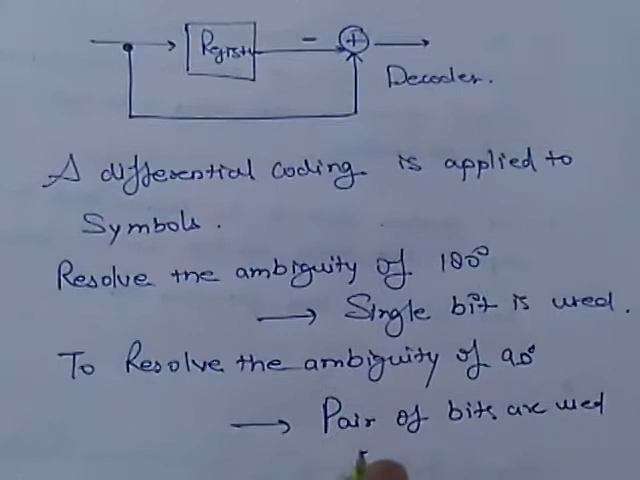 Register
− +
Decoder.
A differential coding is applied to
Symbols.
Resolve the ambiguity of 180°
→ Single bit is used.
To Resolve the ambiguity of 90°
→ Pair of bits are used